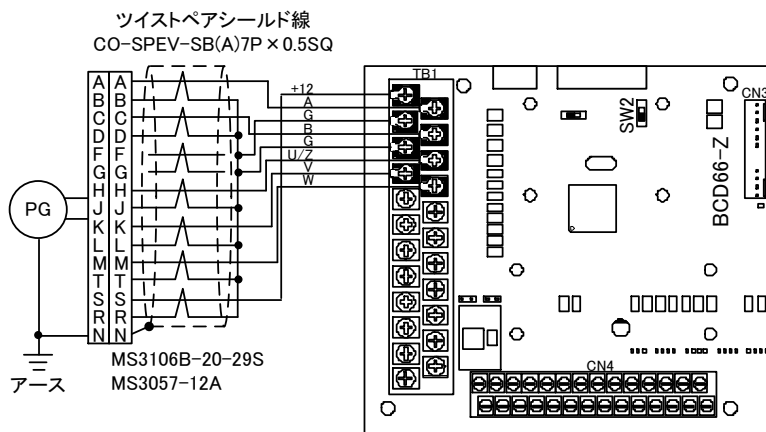 ツイストペアシールド線
CO-SPEV-SB(A)7P×0.5SQ
TB1
CN3
+12
A
G
B
G
U/Z
V
W
A A
B B
C C
D D
F F
G G
H H
J J
K K
L L
M M
T T
S S
R R
N N
PG
SW2
BCD66-Z
アース
MS3106B-20-29S
MS3057-12A
CN4